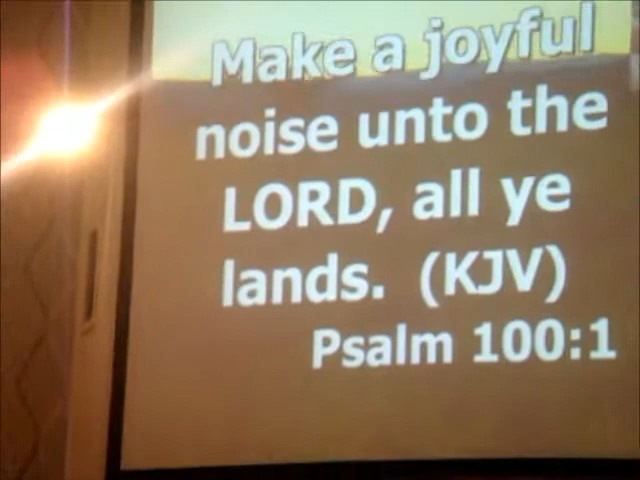 Make a joyful
noise unto the
LORD, all ye
lands. (KJV)
Psalm 100:1